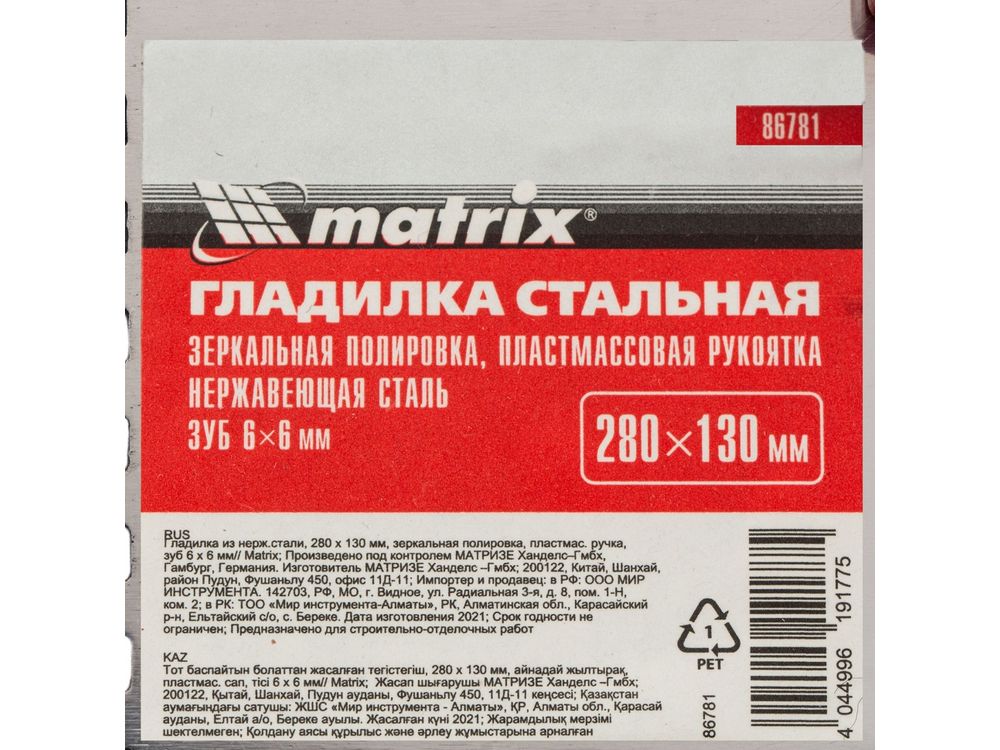 86781
matrix®
ГЛАДИЛКА СТАЛЬНАЯ
ЗЕРКАЛЬНАЯ ПОЛИРОВКА, ПЛАСТМАССОВАЯ РУКОЯТКА
НЕРЖАВЕЮЩАЯ СТАЛЬ
ЗУБ 6×6 мм
280×130 мм
RUS
Гладилка из нерж.стали, 280 х 130 мм, зеркальная полировка, пластмас. ручка,
зуб 6 х 6 мм// Matrix; Произведено под контролем МАТРИЗЕ Ханделс–Гмбх,
Гамбург, Германия. Изготовитель МАТРИЗЕ Ханделс –Гмбх; 200122, Китай, Шанхай,
район Пудун, Фушаньлу 450, офис 11Д-11; Импортер и продавец: в РФ: ООО МИР
ИНСТРУМЕНТА. 142703, РФ, МО, г. Видное, ул. Радиальная 3-я, д. 8, пом. 1-Н,
ком. 2; в РК: ТОО «Мир инструмента-Алматы», РК, Алматинская обл., Карасайский
р-н, Ельтайский с/о, с. Береке. Дата изготовления 2021; Срок годности не
ограничен; Предназначено для строительно-отделочных работ
KAZ
Тот баспайтын болаттан жасалған тегістегіш, 280 х 130 мм, айнадай жылтырақ,
пластмас. сап, тісі 6 х 6 мм// Matrix; Жасап шығарушы МАТРИЗЕ Ханделс –Гмбх;
200122, Қытай, Шанхай, Пудун ауданы, Фушаньлу 450, 11Д-11 кеңсесі; Қазақстан
аумағындағы сатушы: ЖШС «Мир инструмента - Алматы», ҚР, Алматы обл., Қарасай
ауданы, Елтай а/о, Береке ауылы. Жасалған күні 2021; Жарамдылық мерзімі
шектелмеген; Қолдану аясы құрылыс және әрлеу жұмыстарына арналған
1
PET
86781
4 044996 191775